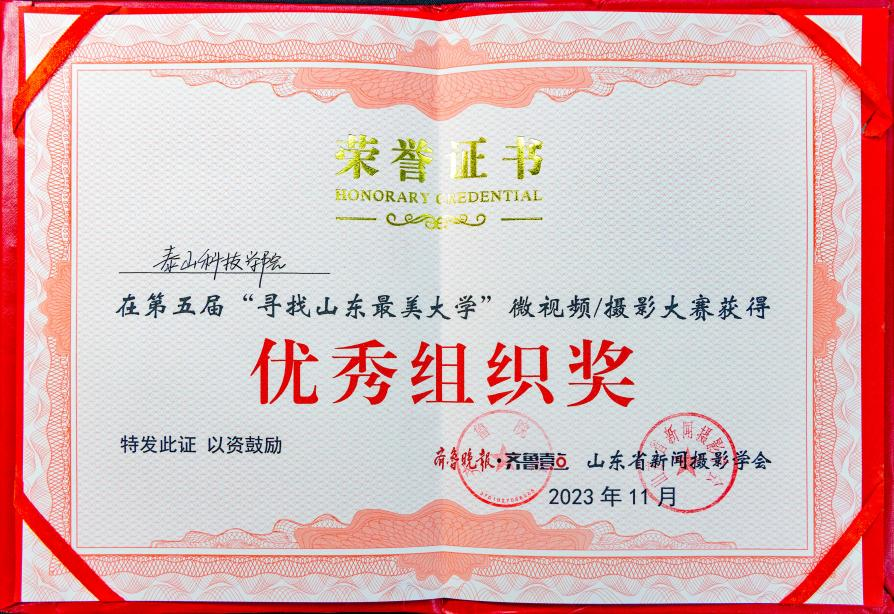 荣誉证书
HONORARY CREDENTIAL
泰山科技学院
在第五届“寻找山东最美大学”微视频/摄影大赛获得
优秀组织奖
特发此证 以资鼓励
齐鲁晚报·齐鲁壹点 山东省新闻摄影学会
2023年11月